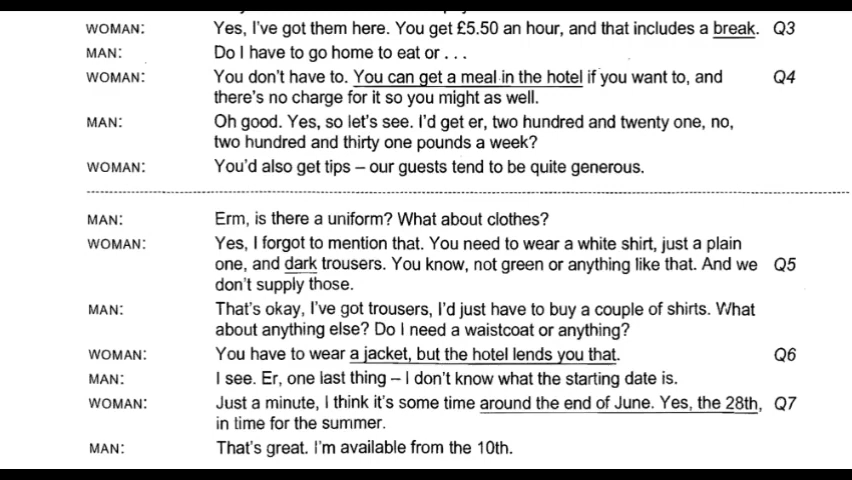 WOMAN: Yes, I've got them here. You get £5.50 an hour, and that includes a break. Q3
MAN: Do I have to go home to eat or . . .
WOMAN: You don't have to. You can get a meal in the hotel if you want to, and Q4
there's no charge for it so you might as well.
MAN: Oh good. Yes, so let's see. I'd get er, two hundred and twenty one, no,
two hundred and thirty one pounds a week?
WOMAN: You'd also get tips – our guests tend to be quite generous.
MAN: Erm, is there a uniform? What about clothes?
WOMAN: Yes, I forgot to mention that. You need to wear a white shirt, just a plain
one, and dark trousers. You know, not green or anything like that. And we Q5
don't supply those.
MAN: That's okay, I've got trousers, I'd just have to buy a couple of shirts. What
about anything else? Do I need a waistcoat or anything?
WOMAN: You have to wear a jacket, but the hotel lends you that. Q6
MAN: I see. Er, one last thing – I don't know what the starting date is.
WOMAN: Just a minute, I think it's some time around the end of June. Yes, the 28th, Q7
in time for the summer.
MAN: That's great. I'm available from the 10th.